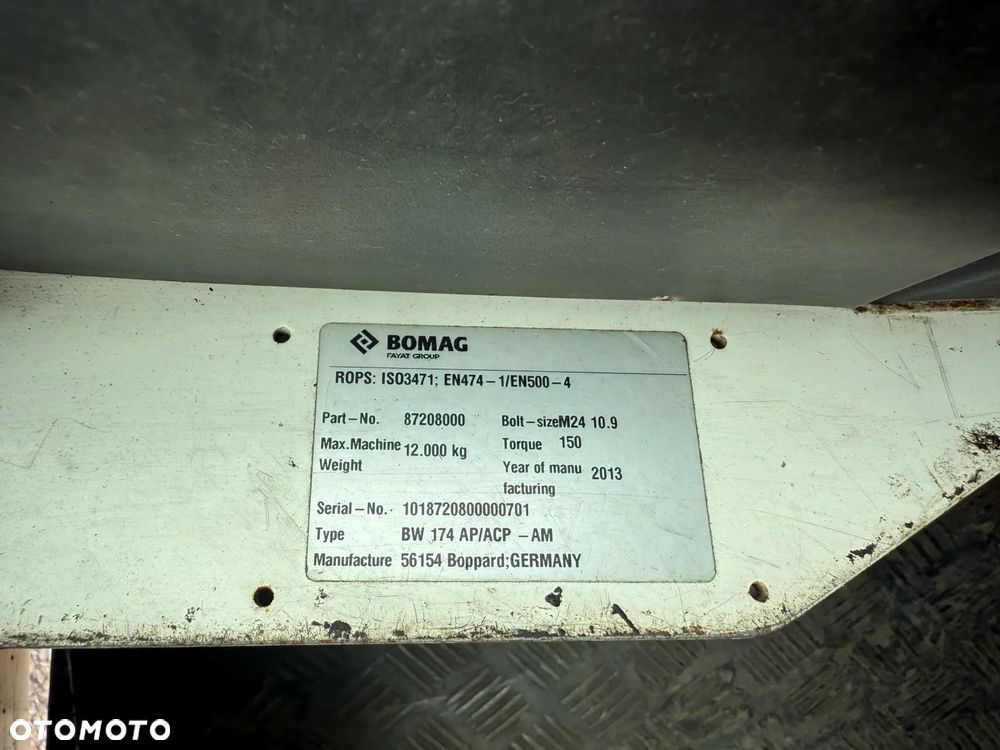 BOMAG
FAYAT GROUP
ROPS: ISO3471; EN474-1/EN500-4
Part-No. 87208000 Bolt-sizeM24 10.9
Max.Machine Weight 12.000 kg Torque 150
Year of manu facturing 2013
Serial-No. 1018720800000701
Type BW 174 AP/ACP -AM
Manufacture 56154 Boppard;GERMANY
OTOMOTO